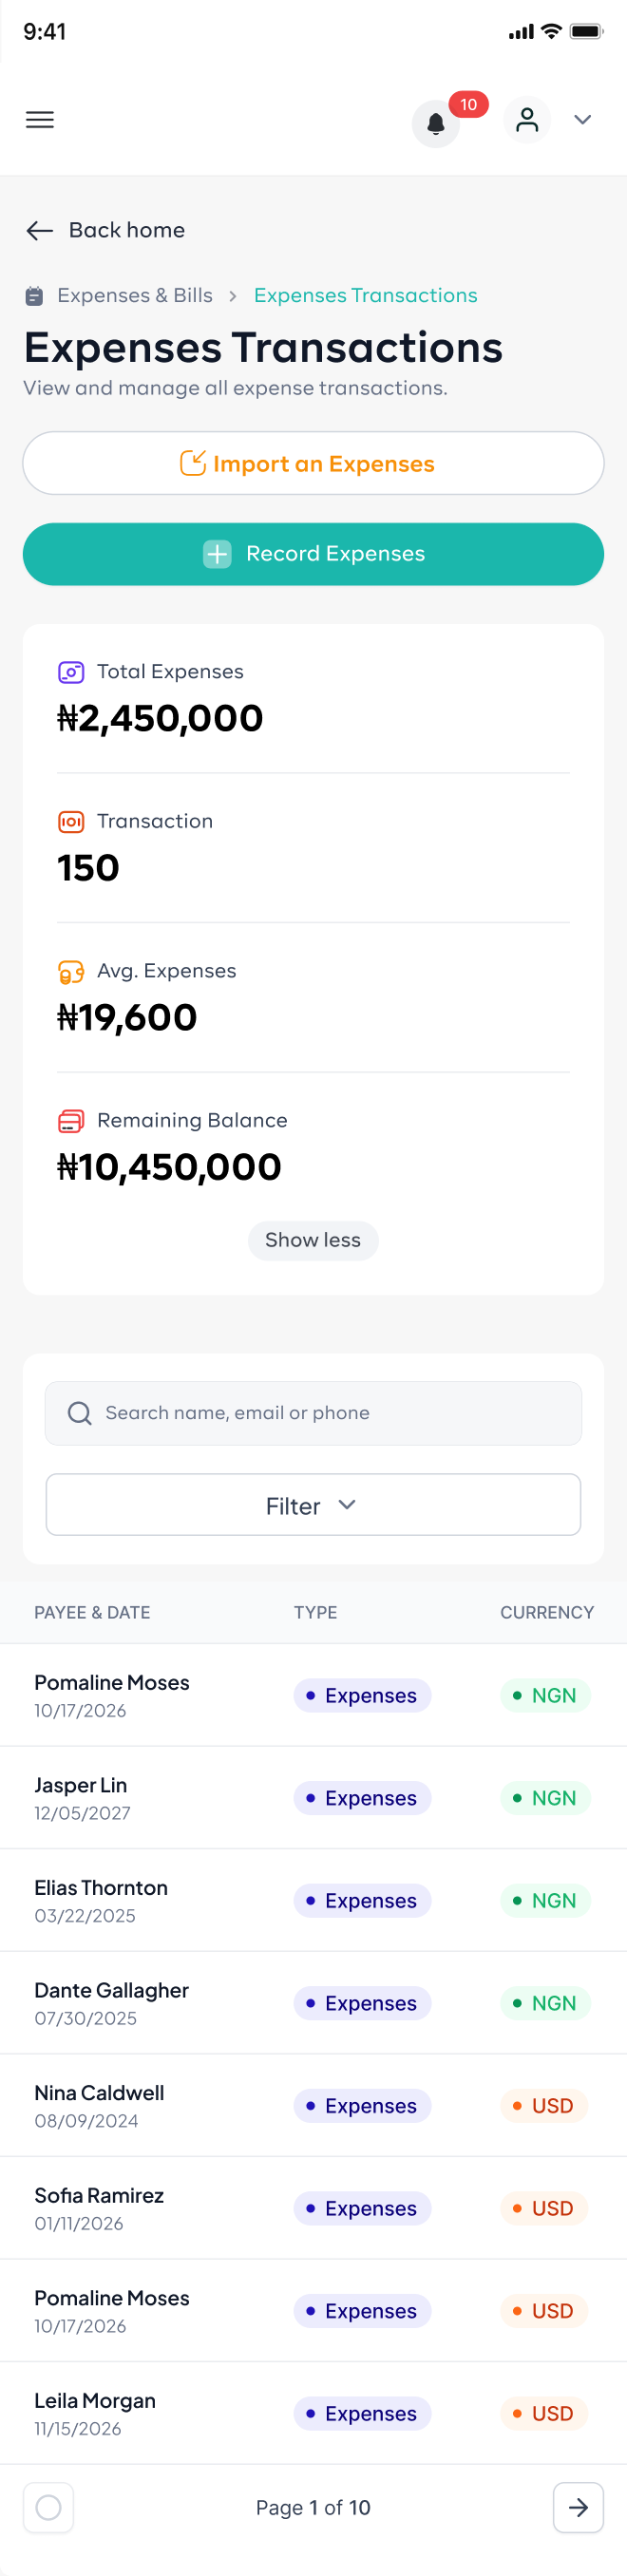 9:41
10
Back home
Expenses & Bills
Expenses Transactions
Expenses Transactions
View and manage all expense transactions.
Import an Expenses
Record Expenses
Total Expenses
₦2,450,000
Transaction
150
Avg. Expenses
₦19,600
Remaining Balance
₦10,450,000
Show less
Search name, email or phone
Filter
PAYEE & DATE TYPE CURRENCY
Pomaline Moses
10/17/2026
Expenses NGN
Jasper Lin
12/05/2027
Expenses NGN
Elias Thornton
03/22/2025
Expenses NGN
Dante Gallagher
07/30/2025
Expenses NGN
Nina Caldwell
08/09/2024
Expenses USD
Sofia Ramirez
01/11/2026
Expenses USD
Pomaline Moses
10/17/2026
Expenses USD
Leila Morgan
11/15/2026
Expenses USD
Page 1 of 10